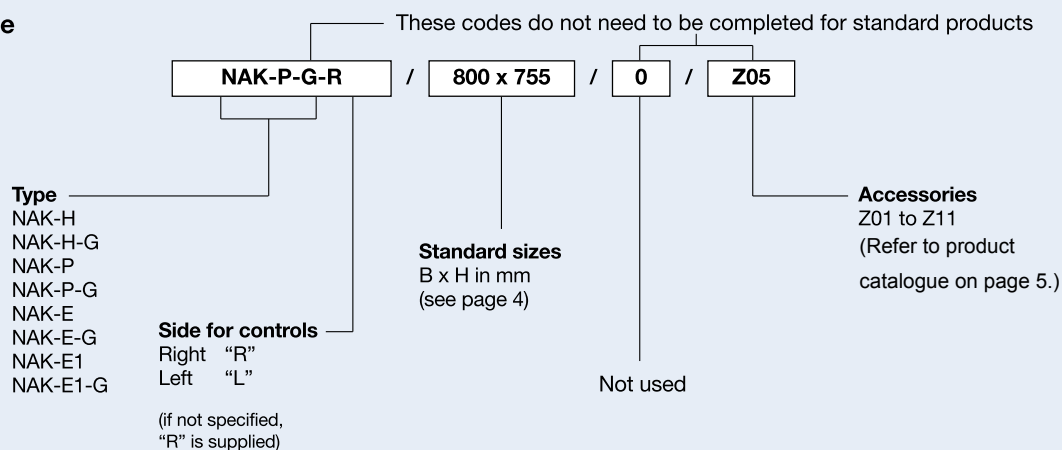 e
These codes do not need to be completed for standard products
NAK-P-G-R / 800 x 755 / 0 / Z05
Type
NAK-H
NAK-H-G
NAK-P
NAK-P-G
NAK-E
NAK-E-G
NAK-E1
NAK-E1-G
Side for controls
Right “R”
Left “L”
(if not specified,
“R” is supplied)
Standard sizes
B x H in mm
(see page 4)
Not used
Accessories
Z01 to Z11
(Refer to product
catalogue on page 5.)